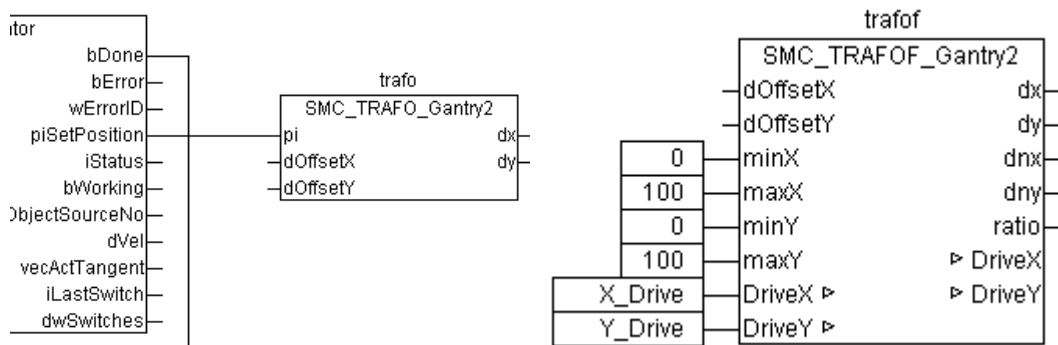 ator
bDone
bError
wErrorID
piSetPosition
iStatus
bWorking
ObjectSourceNo
dVel
vecActTangent
iLastSwitch
dwSwitches
trafo
SMC_TRAFO_Gantry2
pi dx
dOffsetX dy
dOffsetY
trafof
SMC_TRAFOF_Gantry2
dOffsetX dx
dOffsetY dy
0 minX dnx
100 maxX dny
0 minY ratio
100 maxY DriveX
X_Drive DriveX DriveY
Y_Drive DriveY